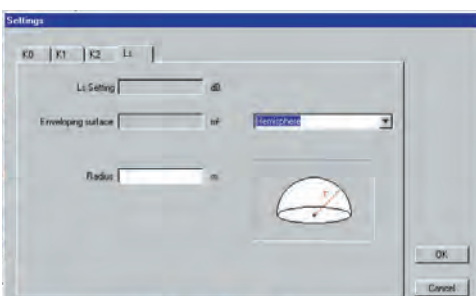 Settings
K0 K1 K2 Ls
Ls Setting dB
Enveloping surface m² Hemisphere
Radius m
r
OK
Cancel